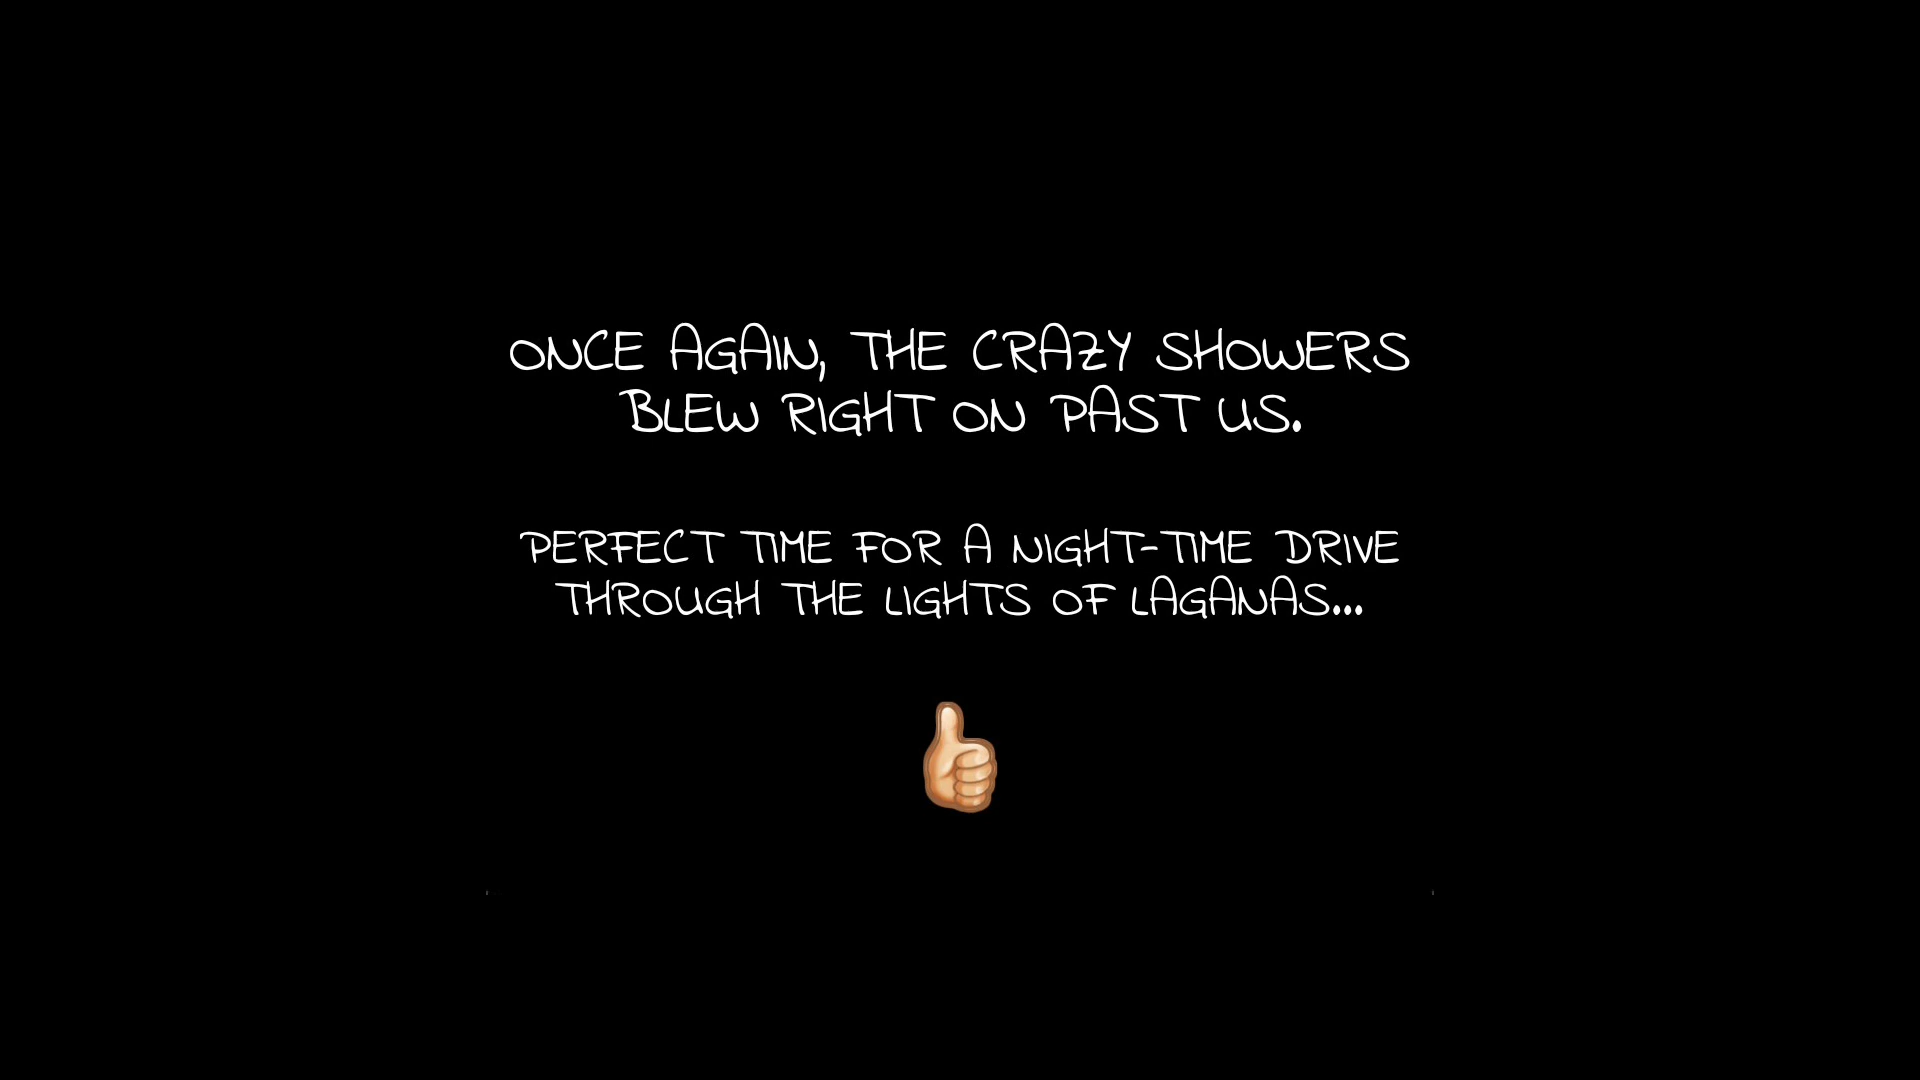 ONCE AGAIN, THE CRAZY SHOWERS
BLEW RIGHT ON PAST US.
PERFECT TIME FOR A NIGHT-TIME DRIVE
THROUGH THE LIGHTS OF LAGANAS...